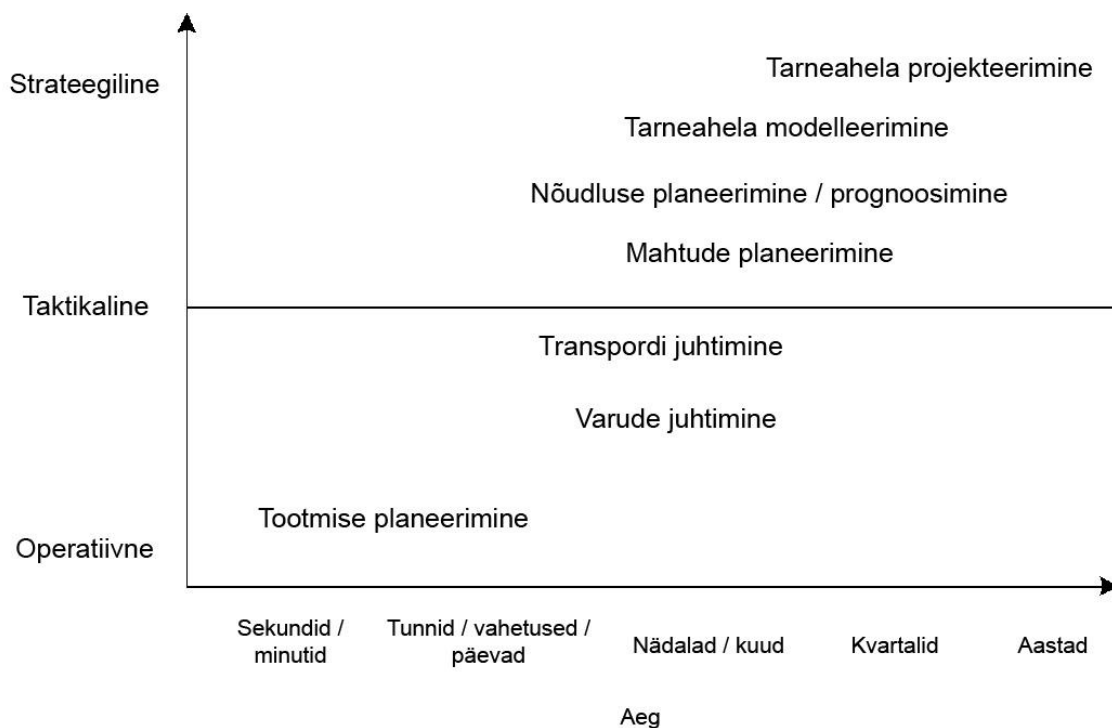 Strateegiline
Tarneahela projekteerimine
Tarneahela modelleerimine
Nõudluse planeerimine / prognoosimine
Mahtude planeerimine
Taktikaline
Transpordi juhtimine
Varude juhtimine
Tootmise planeerimine
Operatiivne
Sekundid /
minutid
Tunnid / vahetused /
päevad
Nädalad / kuud
Kvartalid
Aastad
Aeg